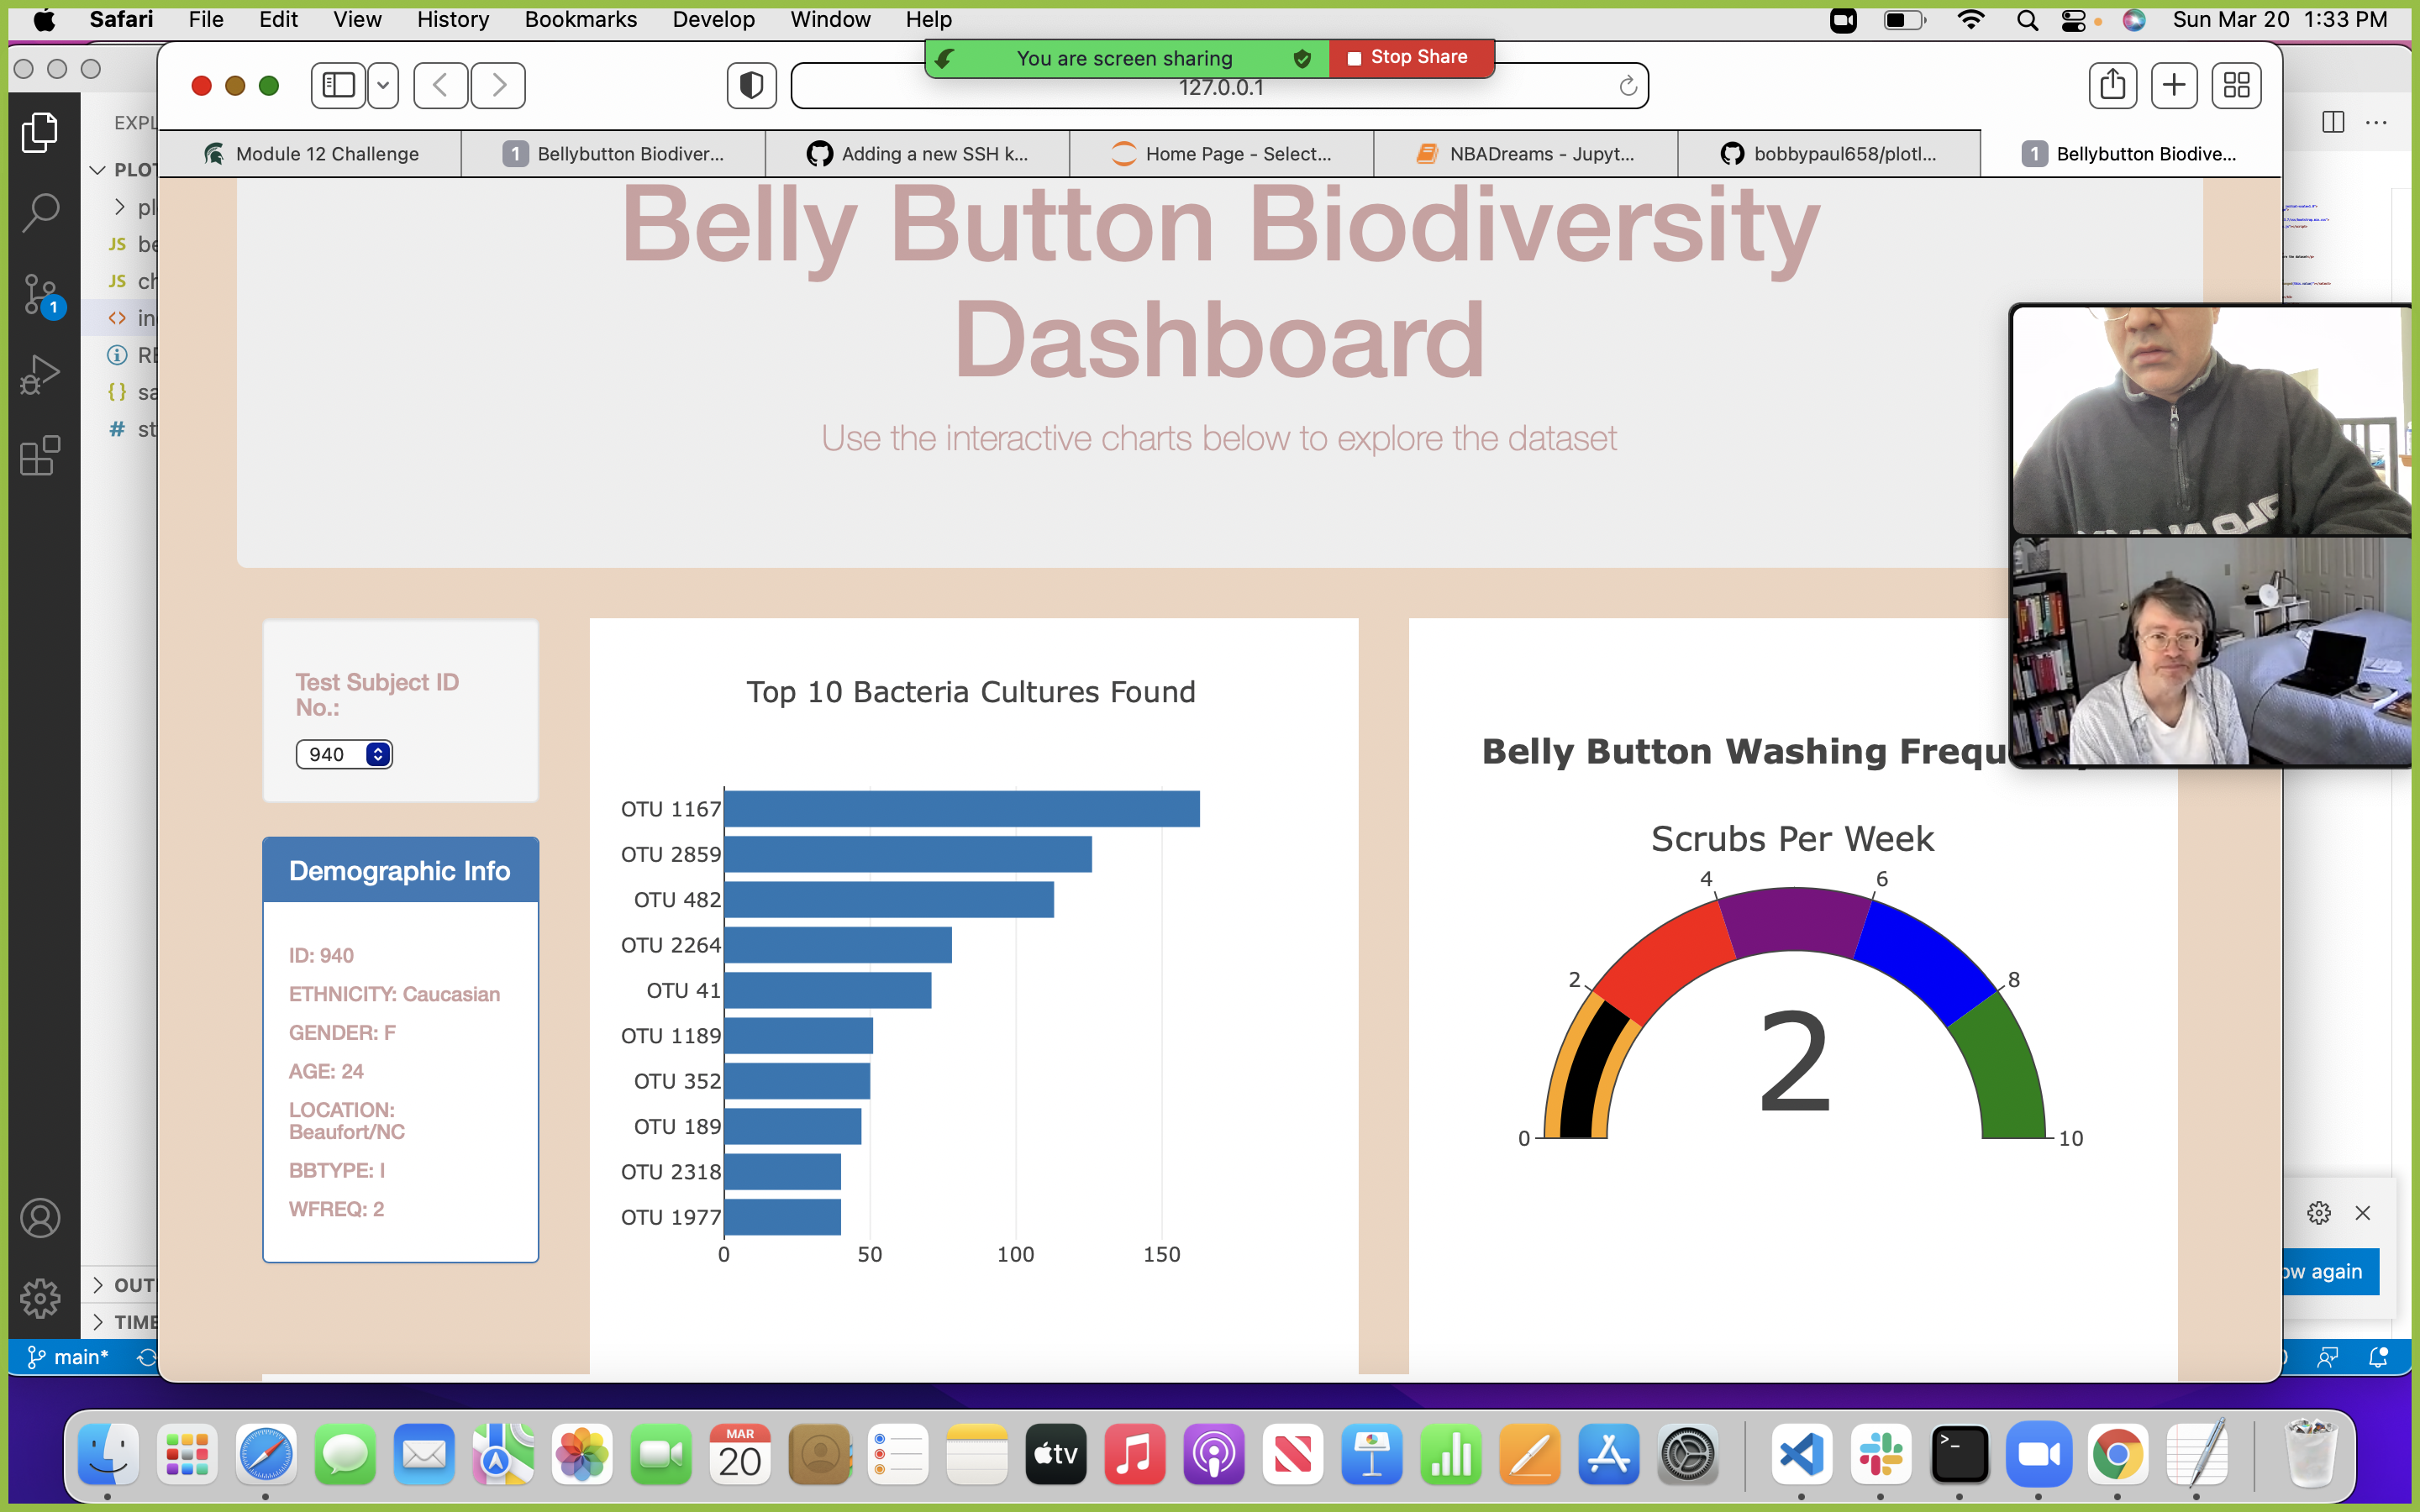 Safari File Edit View History Bookmarks Develop Window Help Sun Mar 20 1:33 PM
You are screen sharing Stop Share
127.0.0.1
EXPL
Module 12 Challenge 1 Bellybutton Biodiver... Adding a new SSH k... Home Page - Select... NBADreams - Jupyt... bobbypaul658/plotl... 1 Bellybutton Biodive...
PLOT
pl
JS be
JS ch
1
<> in
RE
{} sa
# st
Belly Button Biodiversity
Dashboard
Use the interactive charts below to explore the dataset
Test Subject ID
No.:
940
Demographic Info
ID: 940
ETHNICITY: Caucasian
GENDER: F
AGE: 24
LOCATION:
Beaufort/NC
BBTYPE: I
WFREQ: 2
Top 10 Bacteria Cultures Found
OTU 1167
OTU 2859
OTU 482
OTU 2264
OTU 41
OTU 1189
OTU 352
OTU 189
OTU 2318
OTU 1977
0 50 100 150
Belly Button Washing Frequ
Scrubs Per Week
4 6
2 8
2
0 10
ow again
OUT
TIME
main*
MAR
20
tv